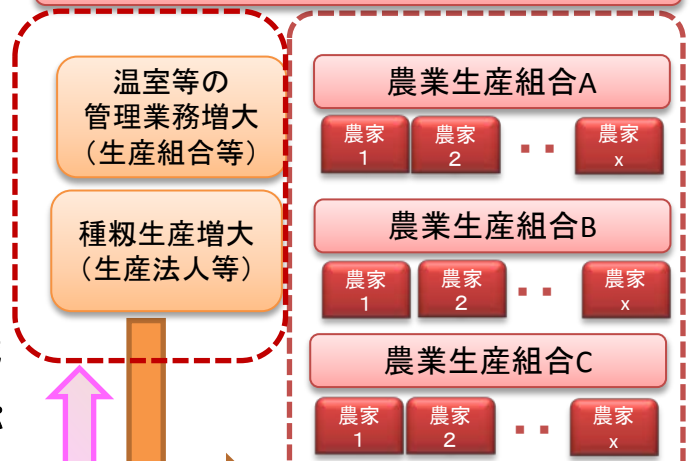 温室等の
管理業務増大
（生産組合等）
種籾生産増大
（生産法人等）
農業生産組合A
農家
1
農家
2
農家
x
農業生産組合B
農家
1
農家
2
農家
x
農業生産組合C
農家
1
農家
2
農家
x